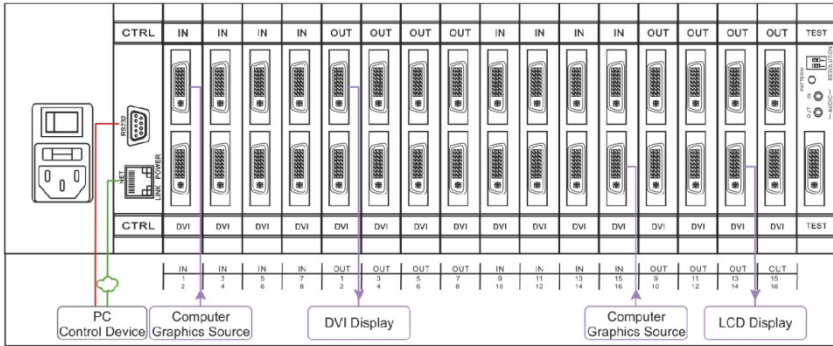 CTRL IN IN IN IN OUT OUT OUT OUT IN IN IN IN OUT OUT OUT OUT TEST
RESOLUTION
PATTERN
RS232
IN
OUT
AUDIO
POWER
NET
LINK
CTRL DVI DVI DVI DVI DVI DVI DVI DVI DVI DVI DVI DVI DVI DVI DVI DVI TEST
IN IN IN IN OUT OUT OUT OUT IN IN IN IN OUT OUT OUT OUT
1 3 5 7 1 3 5 7 9 11 13 15 9 11 13 15
2 4 6 8 2 4 6 8 10 12 14 16 10 12 14 16
PC
Control Device
Computer
Graphics Source
DVI Display
Computer
Graphics Source
LCD Display